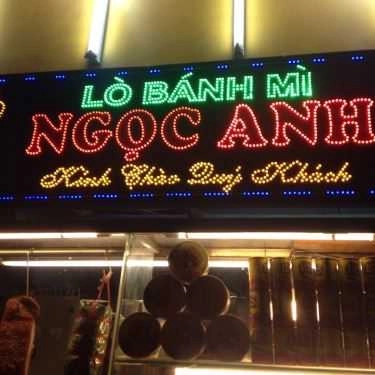 LÒ BÁNH MÌ
NGỌC ANH
Kính Chào Quý Khách